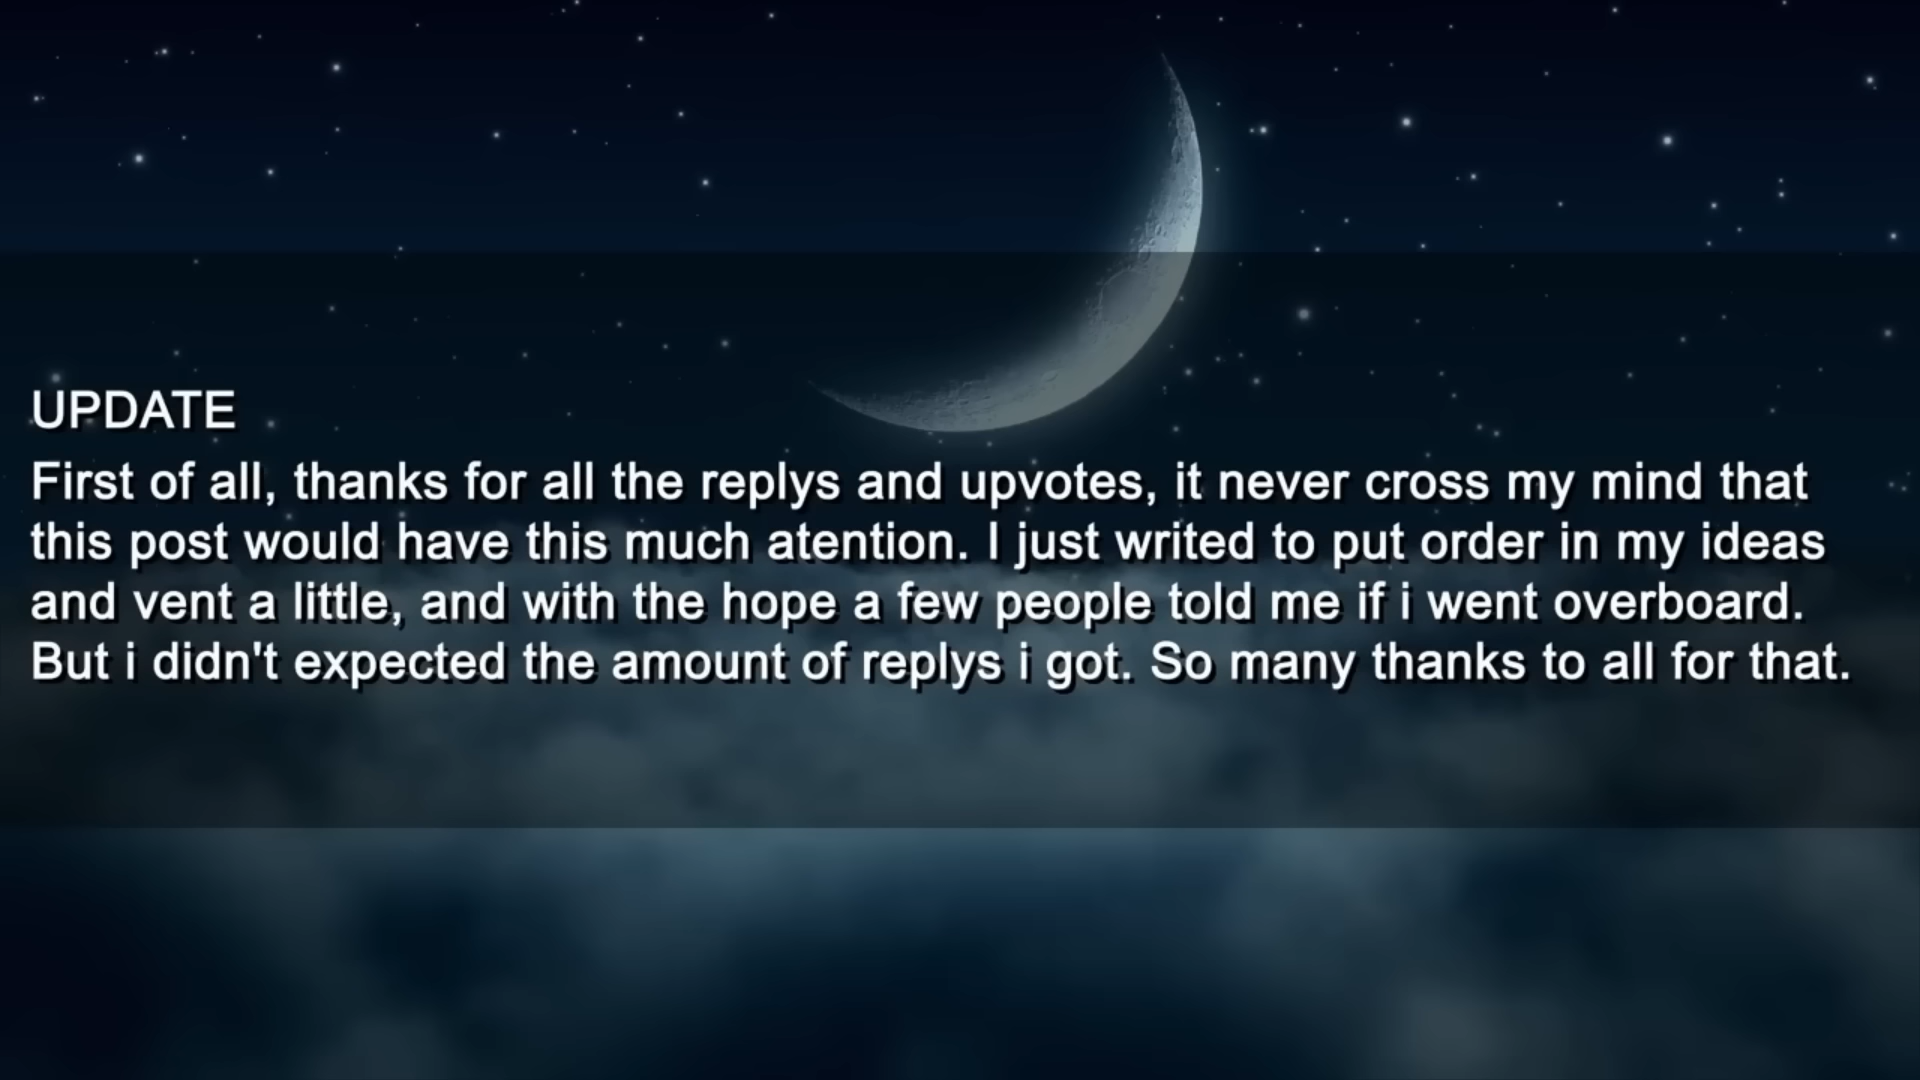 UPDATE
First of all, thanks for all the replys and upvotes, it never cross my mind that
this post would have this much atention. I just writed to put order in my ideas
and vent a little, and with the hope a few people told me if i went overboard.
But i didn't expected the amount of replys i got. So many thanks to all for that.